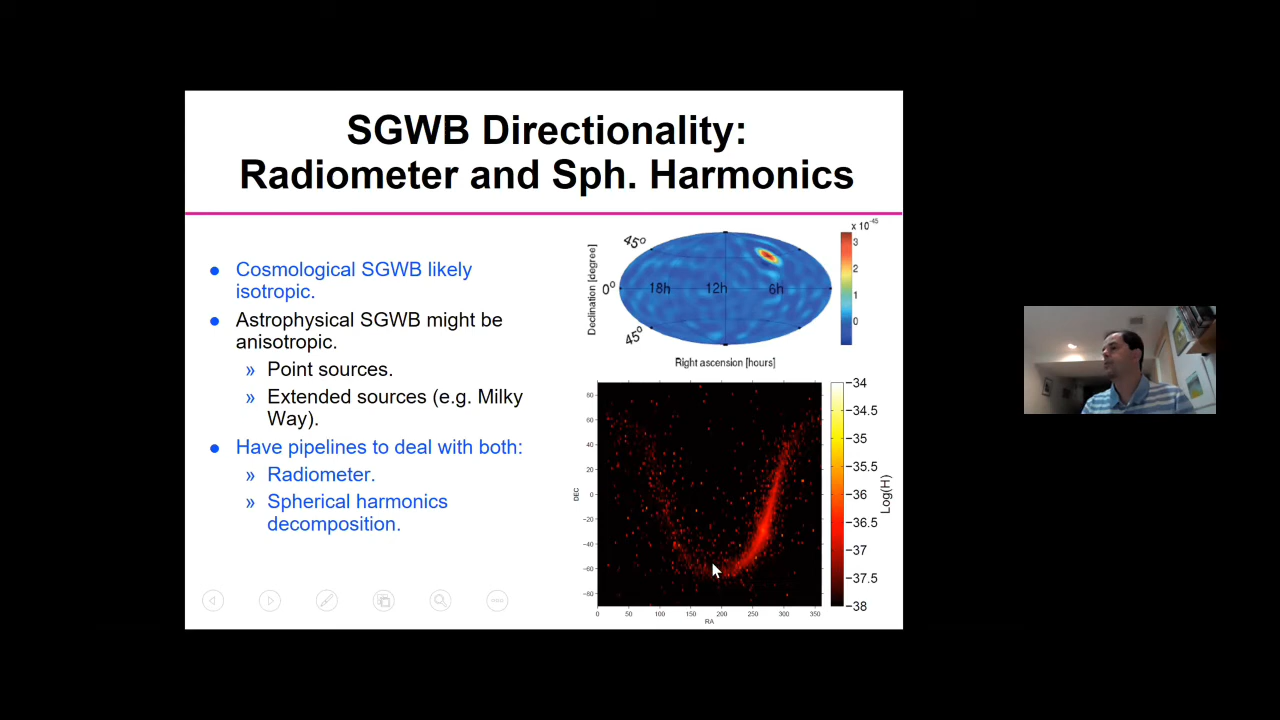 SGWB Directionality:
Radiometer and Sph. Harmonics
● Cosmological SGWB likely
isotropic.
● Astrophysical SGWB might be
anisotropic.
» Point sources.
» Extended sources (e.g. Milky
Way).
● Have pipelines to deal with both:
» Radiometer.
» Spherical harmonics
decomposition.
x 10^-45
3
2
1
0
Declination [degree]
45°
0°
45°
18h 12h 6h
Right ascension [hours]
DEC
80
60
40
20
0
−20
−40
−60
−80
0 50 100 150 200 250 300 350
RA
−34
−34.5
−35
−35.5
−36
−36.5
−37
−37.5
−38
Log(H)